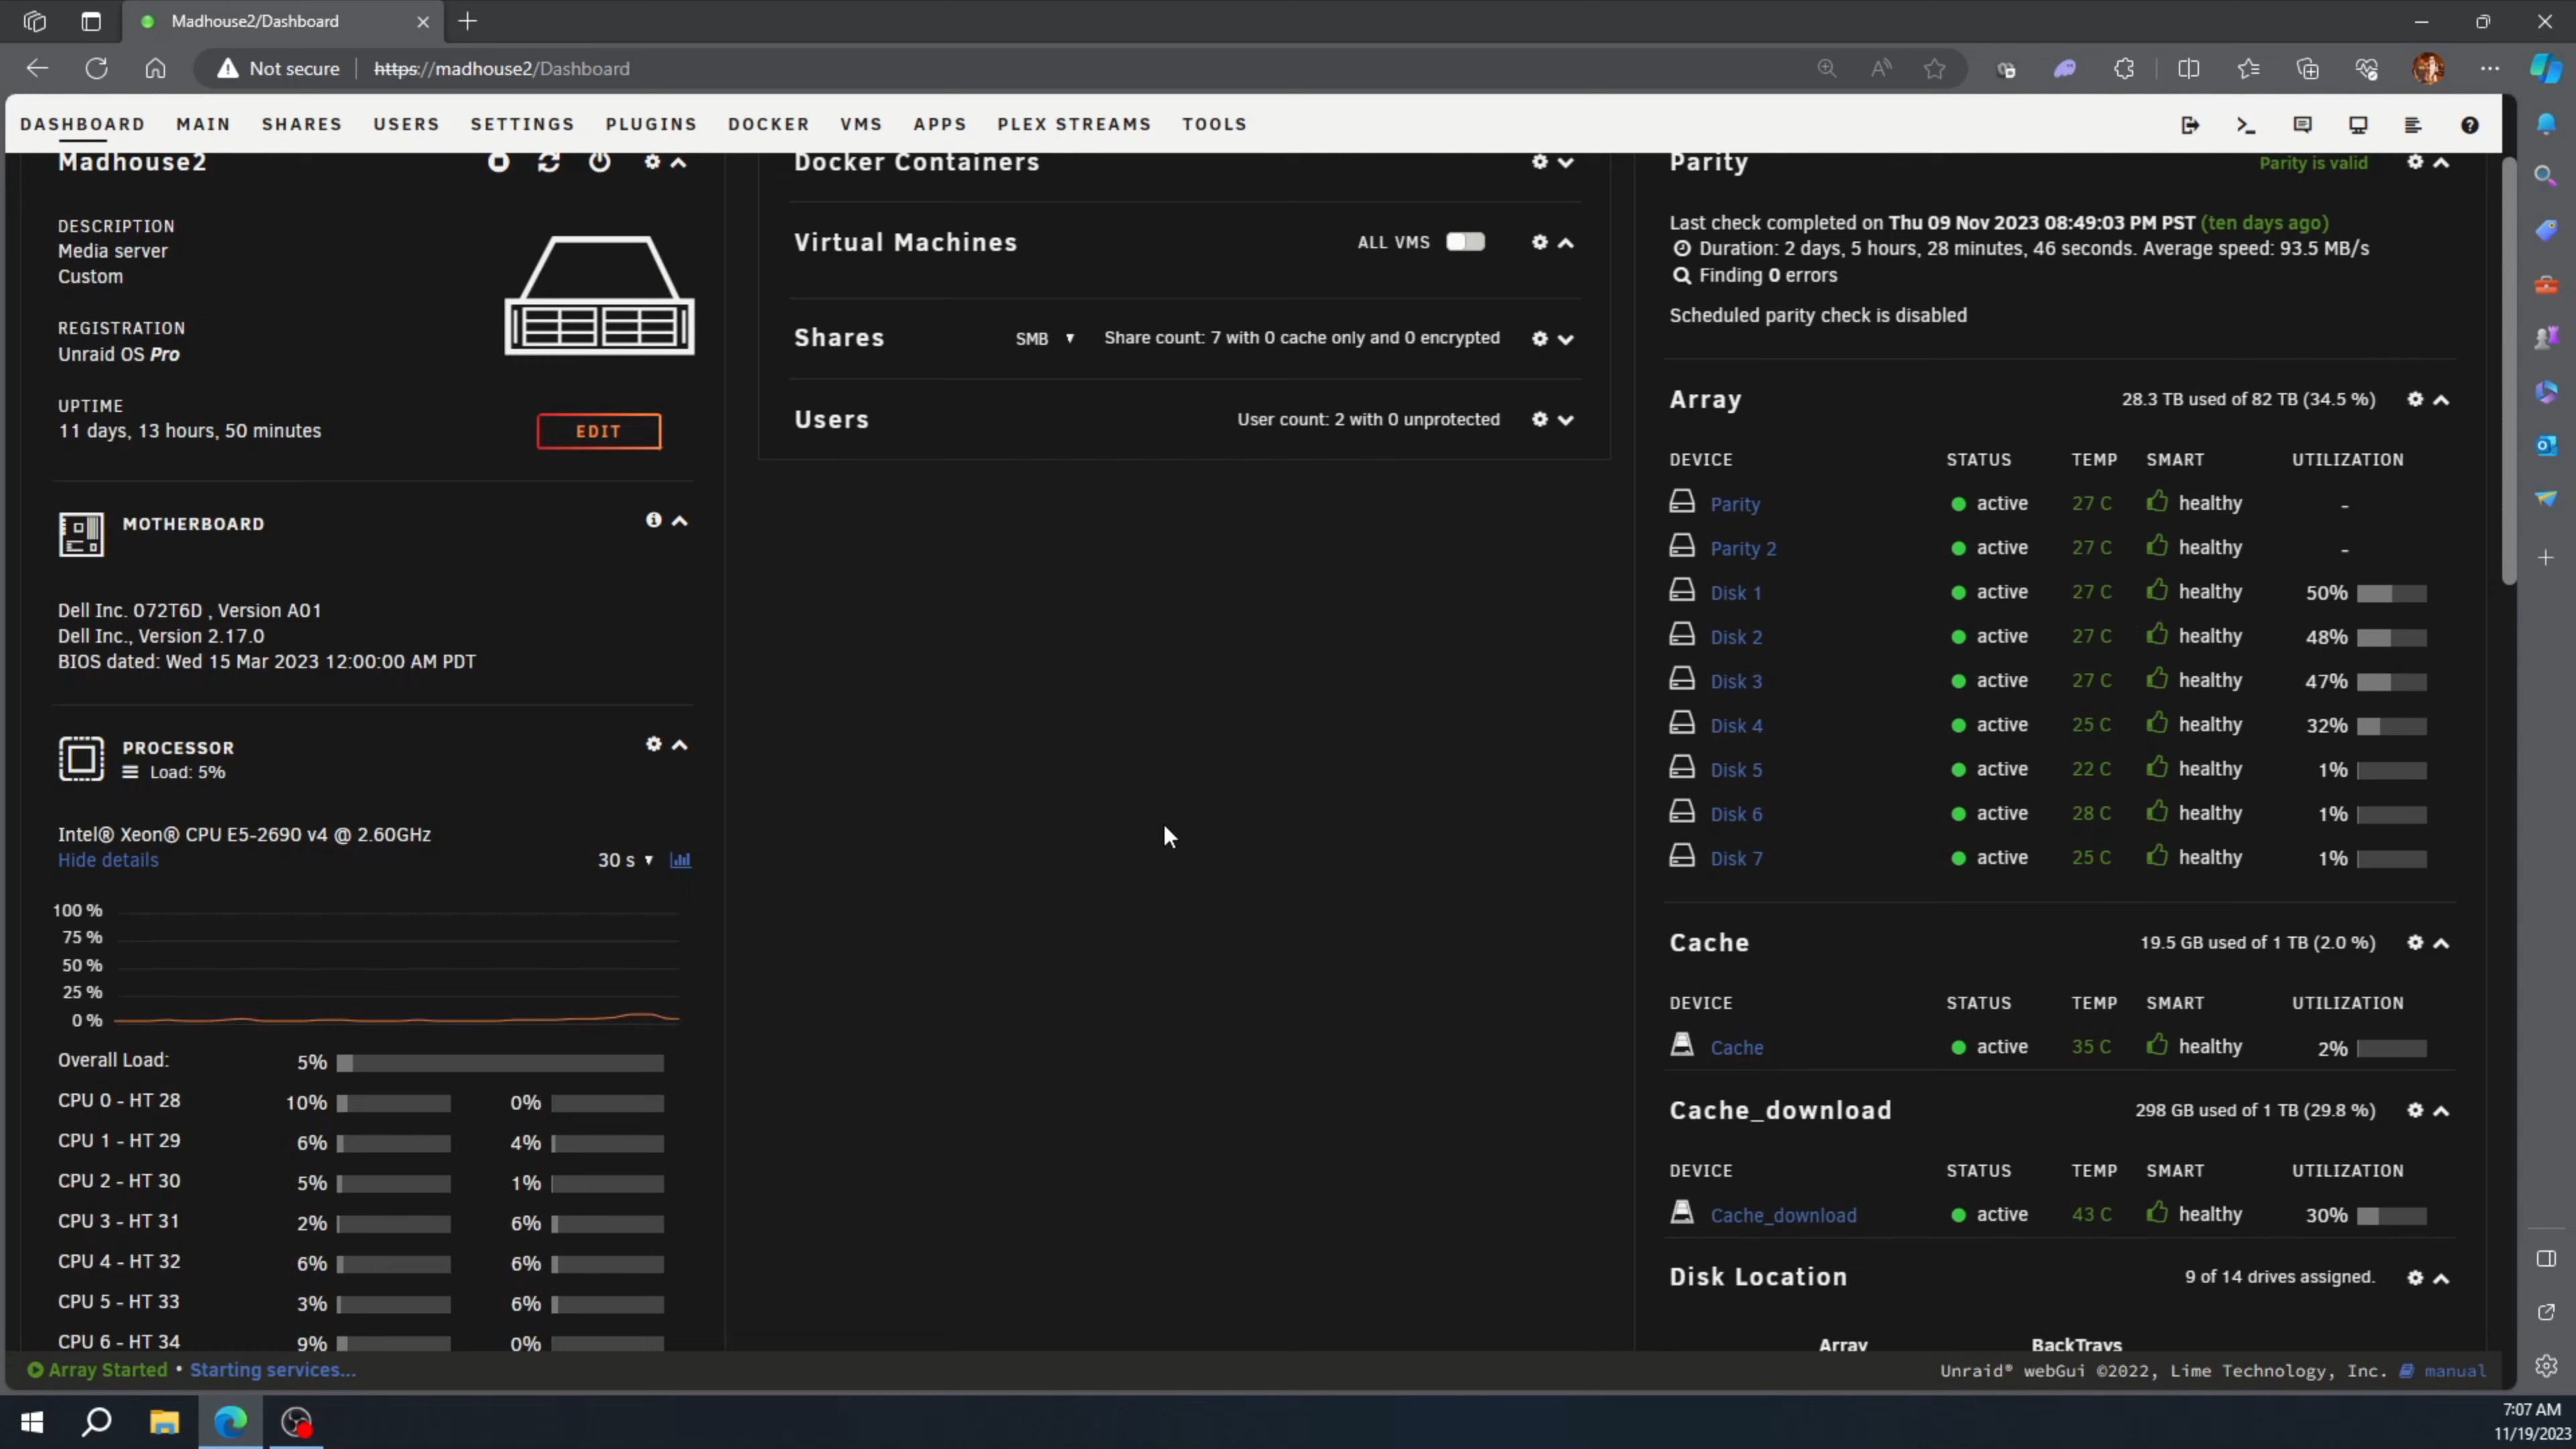 Madhouse2/Dashboard
Not secure
https://madhouse2/Dashboard
DASHBOARD MAIN SHARES USERS SETTINGS PLUGINS DOCKER VMS APPS PLEX STREAMS TOOLS
Madhouse2
DESCRIPTION
Media server
Custom
REGISTRATION
Unraid OS Pro
UPTIME
11 days, 13 hours, 50 minutes
EDIT
MOTHERBOARD
Dell Inc. 072T6D , Version A01
Dell Inc., Version 2.17.0
BIOS dated: Wed 15 Mar 2023 12:00:00 AM PDT
PROCESSOR
Load: 5%
Intel® Xeon® CPU E5-2690 v4 @ 2.60GHz
Hide details 30 s
100 %
75 %
50 %
25 %
0 %
Overall Load: 5%
CPU 0 - HT 28 10% 0%
CPU 1 - HT 29 6% 4%
CPU 2 - HT 30 5% 1%
CPU 3 - HT 31 2% 6%
CPU 4 - HT 32 6% 6%
CPU 5 - HT 33 3% 6%
CPU 6 - HT 34 9% 0%
Docker Containers
Virtual Machines ALL VMS
Shares SMB Share count: 7 with 0 cache only and 0 encrypted
Users User count: 2 with 0 unprotected
Parity Parity is valid
Last check completed on Thu 09 Nov 2023 08:49:03 PM PST (ten days ago)
Duration: 2 days, 5 hours, 28 minutes, 46 seconds. Average speed: 93.5 MB/s
Finding 0 errors
Scheduled parity check is disabled
Array 28.3 TB used of 82 TB (34.5 %)
DEVICE STATUS TEMP SMART UTILIZATION
Parity active 27 C healthy -
Parity 2 active 27 C healthy -
Disk 1 active 27 C healthy 50%
Disk 2 active 27 C healthy 48%
Disk 3 active 27 C healthy 47%
Disk 4 active 25 C healthy 32%
Disk 5 active 22 C healthy 1%
Disk 6 active 28 C healthy 1%
Disk 7 active 25 C healthy 1%
Cache 19.5 GB used of 1 TB (2.0 %)
DEVICE STATUS TEMP SMART UTILIZATION
Cache active 35 C healthy 2%
Cache_download 298 GB used of 1 TB (29.8 %)
DEVICE STATUS TEMP SMART UTILIZATION
Cache_download active 43 C healthy 30%
Disk Location 9 of 14 drives assigned.
Array BackTrays
Array Started • Starting services...
Unraid® webGui ©2022, Lime Technology, Inc. manual
7:07 AM
11/19/2023